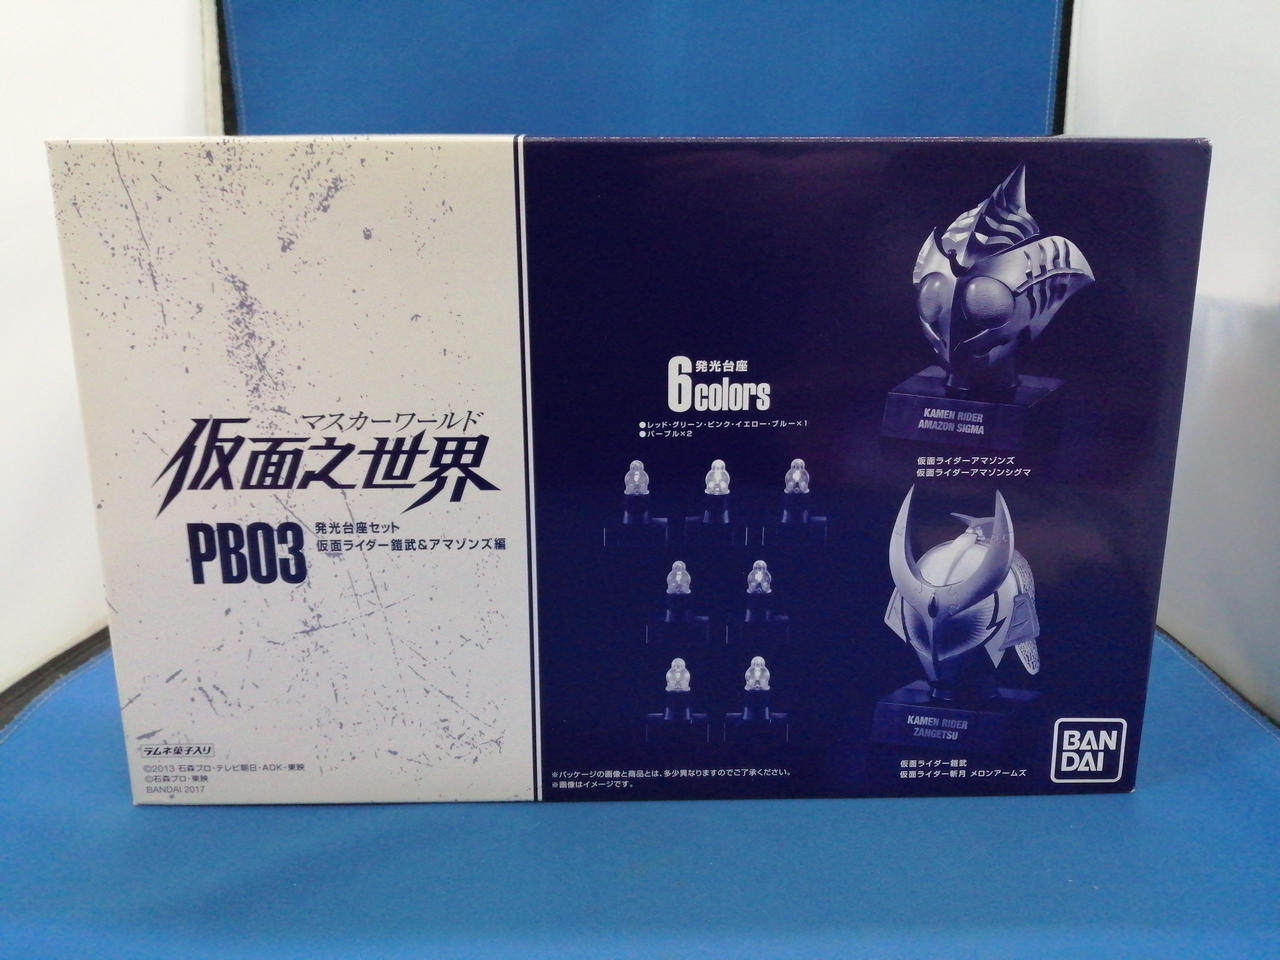 マスカーワールド
仮面之世界
PB03
発光台座セット
仮面ライダー鎧武&アマゾンズ編
ラムネ菓子入り
©2013 石森プロ・テレビ朝日・ADK・東映
©石森プロ・東映
BANDAI 2017
6colors
発光台座
●レッド・グリーン・ピンク・イエロー・ブルー×1
●パープル×2
KAMEN RIDER
AMAZON SIGMA
仮面ライダーアマゾンズ
仮面ライダーアマゾンシグマ
KAMEN RIDER
ZANGETSU
仮面ライダー鎧武
仮面ライダー斬月 メロンアームズ
※パッケージの画像と商品とは、多少異なりますのでご了承ください。
※画像はイメージです。
BAN
DAI